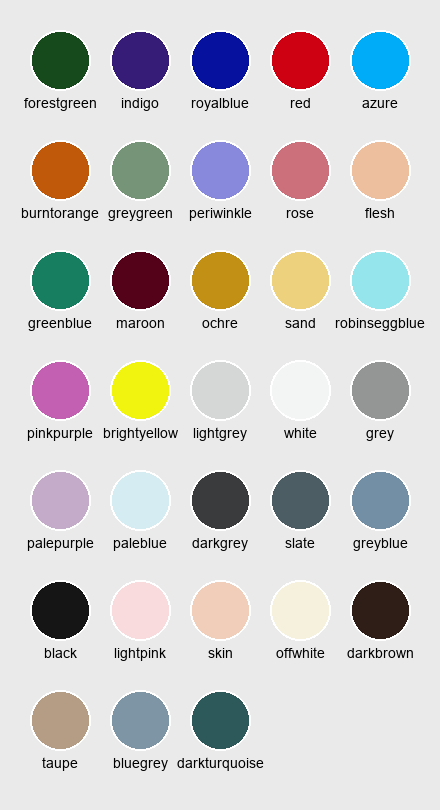 forestgreen indigo royalblue red azure
burntorange greygreen periwinkle rose flesh
greenblue maroon ochre sand robinseggblue
pinkpurple brightyellow lightgrey white grey
palepurple paleblue darkgrey slate greyblue
black lightpink skin offwhite darkbrown
taupe bluegrey darkturquoise